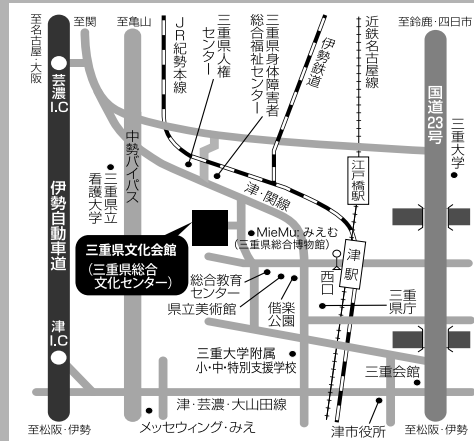 至名古屋・大阪
至関
至亀山
JR紀勢本線
三重県人権
センター
三重県身体障害者
総合福祉センター
伊勢鉄道
近鉄名古屋線
至鈴鹿・四日市
芸濃
I.C
国道23号
三重大学
中勢バイパス
三重県立
看護大学
江戸橋駅
伊勢自動車道
津・関線
MieMu:みえむ
(三重県総合博物館)
三重県文化会館
(三重県総合
文化センター)
津駅
西口
総合教育
センター
県立美術館
偕楽
公園
三重
県庁
津
I.C
三重大学附属
小・中・特別支援学校
三重会館
津・芸濃・大山田線
至松阪・伊勢
メッセウィング・みえ
津市役所
至松阪・伊勢